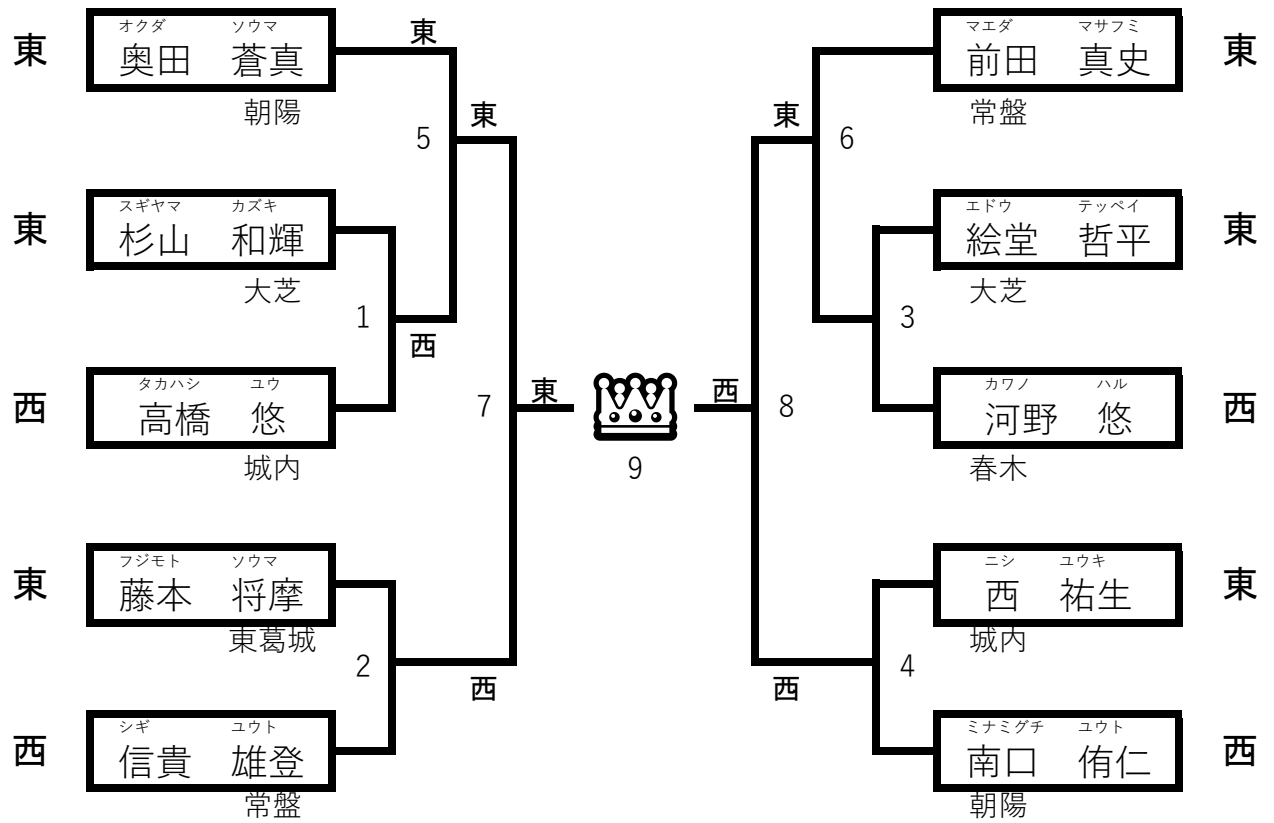 東
オクダ ソウマ
奥田 蒼真
朝陽
東
スギヤマ カズキ
杉山 和輝
大芝
西
タカハシ ユウ
高橋 悠
城内
東
フジモト ソウマ
藤本 将摩
東葛城
西
シギ ユウト
信貴 雄登
常盤
東
5
東
1
西
7
東
2
西
9
西
8
東
6
3
4
西
マエダ マサフミ
前田 真史
常盤
東
エドウ テッペイ
絵堂 哲平
大芝
東
カワノ ハル
河野 悠
春木
西
ニシ ユウキ
西 祐生
城内
東
ミナミグチ ユウト
南口 侑仁
朝陽
西